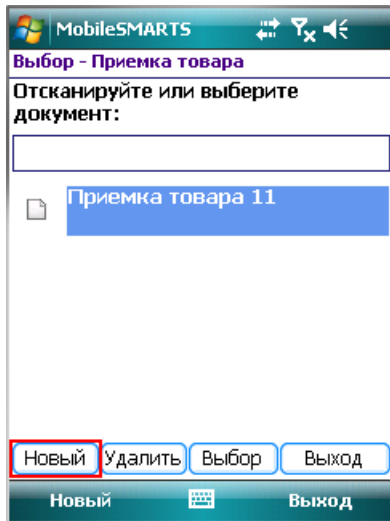 MobileSMARTS
Выбор - Приемка товара
Отсканируйте или выберите
документ:
Приемка товара 11
Новый Удалить Выбор Выход
Новый Выход